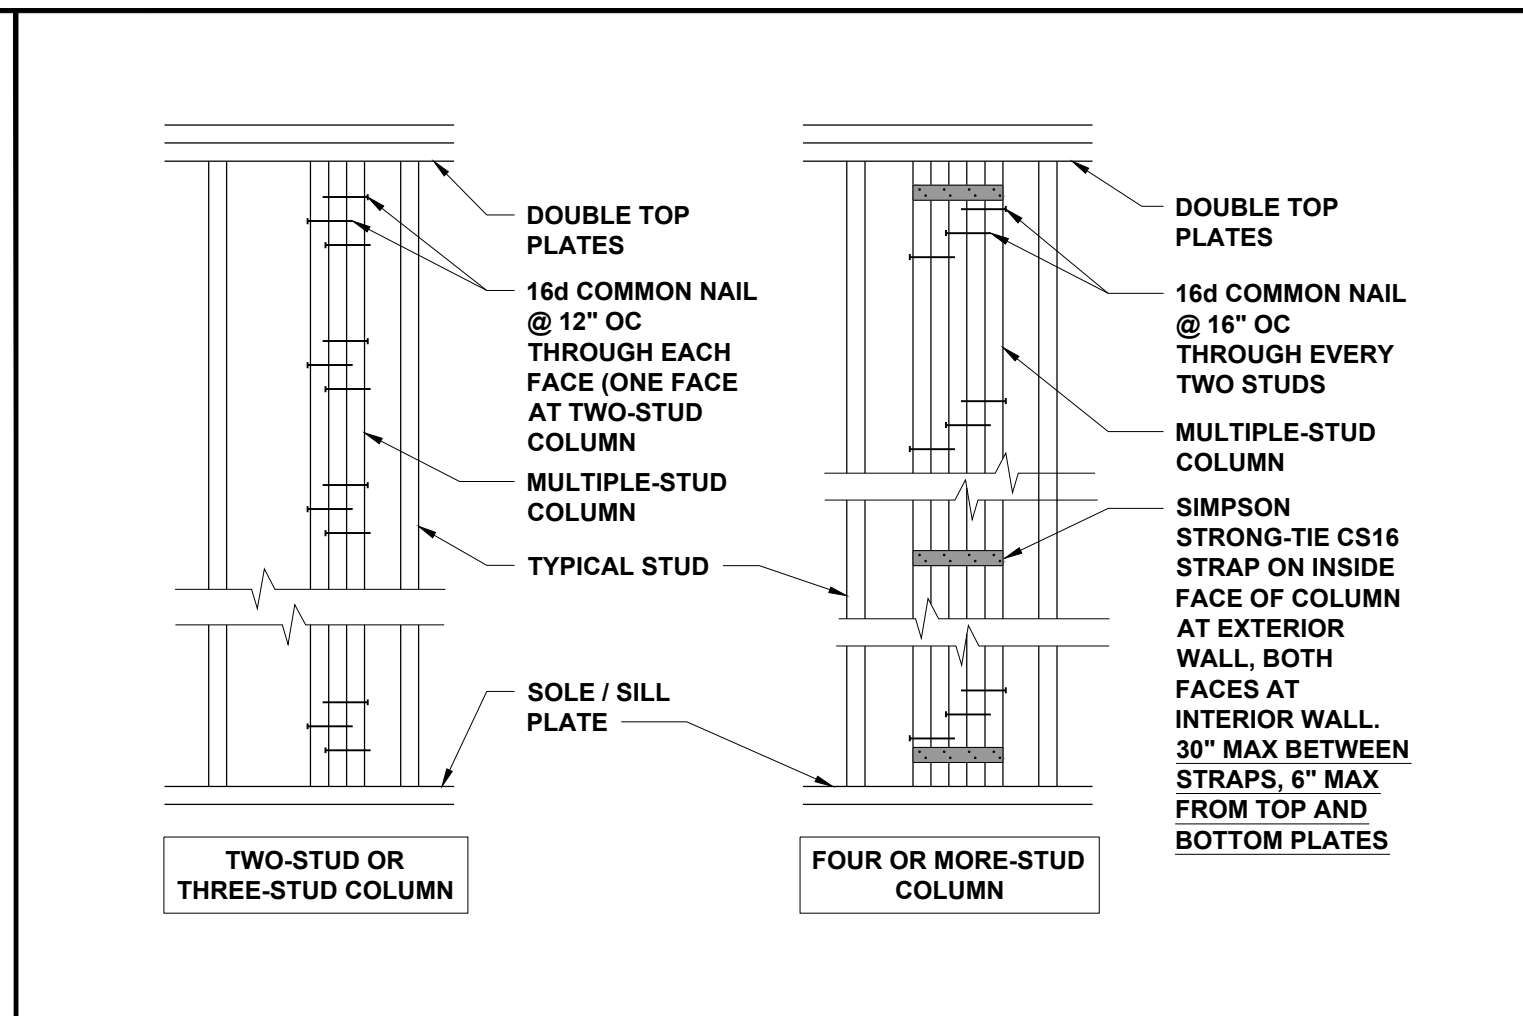 DOUBLE TOP
PLATES
16d COMMON NAIL
@ 12" OC
THROUGH EACH
FACE (ONE FACE
AT TWO-STUD
COLUMN
MULTIPLE-STUD
COLUMN
TYPICAL STUD
SOLE / SILL
PLATE
TWO-STUD OR
THREE-STUD COLUMN
DOUBLE TOP
PLATES
16d COMMON NAIL
@ 16" OC
THROUGH EVERY
TWO STUDS
MULTIPLE-STUD
COLUMN
SIMPSON
STRONG-TIE CS16
STRAP ON INSIDE
FACE OF COLUMN
AT EXTERIOR
WALL, BOTH
FACES AT
INTERIOR WALL.
30" MAX BETWEEN
STRAPS, 6" MAX
FROM TOP AND
BOTTOM PLATES
FOUR OR MORE-STUD
COLUMN